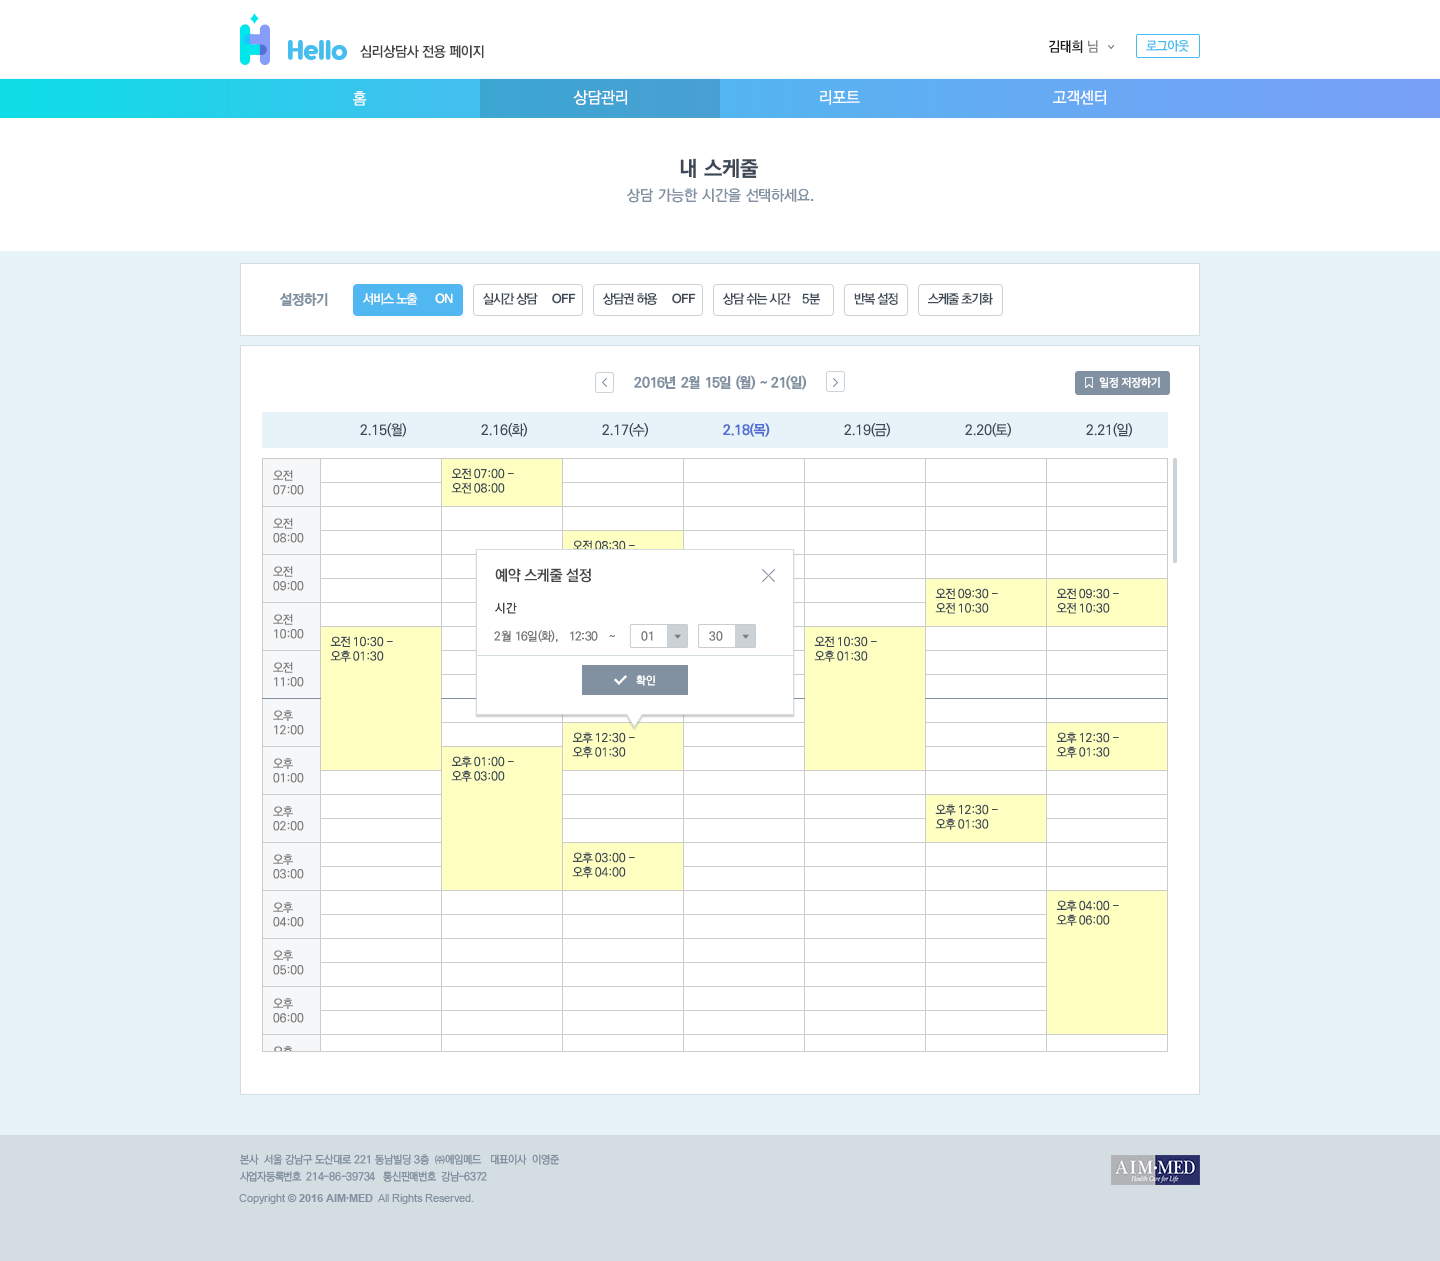 Hello 심리상담사 전용 페이지
김태희 님
로그아웃
홈
상담관리
리포트
고객센터
내 스케줄
상담 가능한 시간을 선택하세요.
설정하기
서비스 노출 ON
실시간 상담 OFF
상담권 허용 OFF
상담 쉬는 시간 5분
반복 설정
스케줄 초기화
2016년 2월 15일 (월) ~ 21(일)
일정 저장하기
2.15(월)
2.16(화)
2.17(수)
2.18(목)
2.19(금)
2.20(토)
2.21(일)
오전
07:00
오전 07:00 -
오전 08:00
오전
08:00
오전 08:30 -
오전
09:00
오전 09:30 -
오전 10:30
오전 09:30 -
오전 10:30
예약 스케줄 설정
시간
2월 16일(화), 12:30 ~ 01 30
확인
오전
10:00
오전 10:30 -
오후 01:30
오전 10:30 -
오후 01:30
오전
11:00
오후
12:00
오후 12:30 -
오후 01:30
오후 12:30 -
오후 01:30
오후
01:00
오후 01:00 -
오후 03:00
오후
02:00
오후 12:30 -
오후 01:30
오후
03:00
오후 03:00 -
오후 04:00
오후
04:00
오후 04:00 -
오후 06:00
오후
05:00
오후
06:00
오후
본사 서울 강남구 도산대로 221 동남빌딩 3층 ㈜에임메드 대표이사 이영준
사업자등록번호 214-86-39734 통신판매번호 강남-6372
Copyright © 2016 AIM·MED All Rights Reserved.
AIM·MED
Health Care for Life